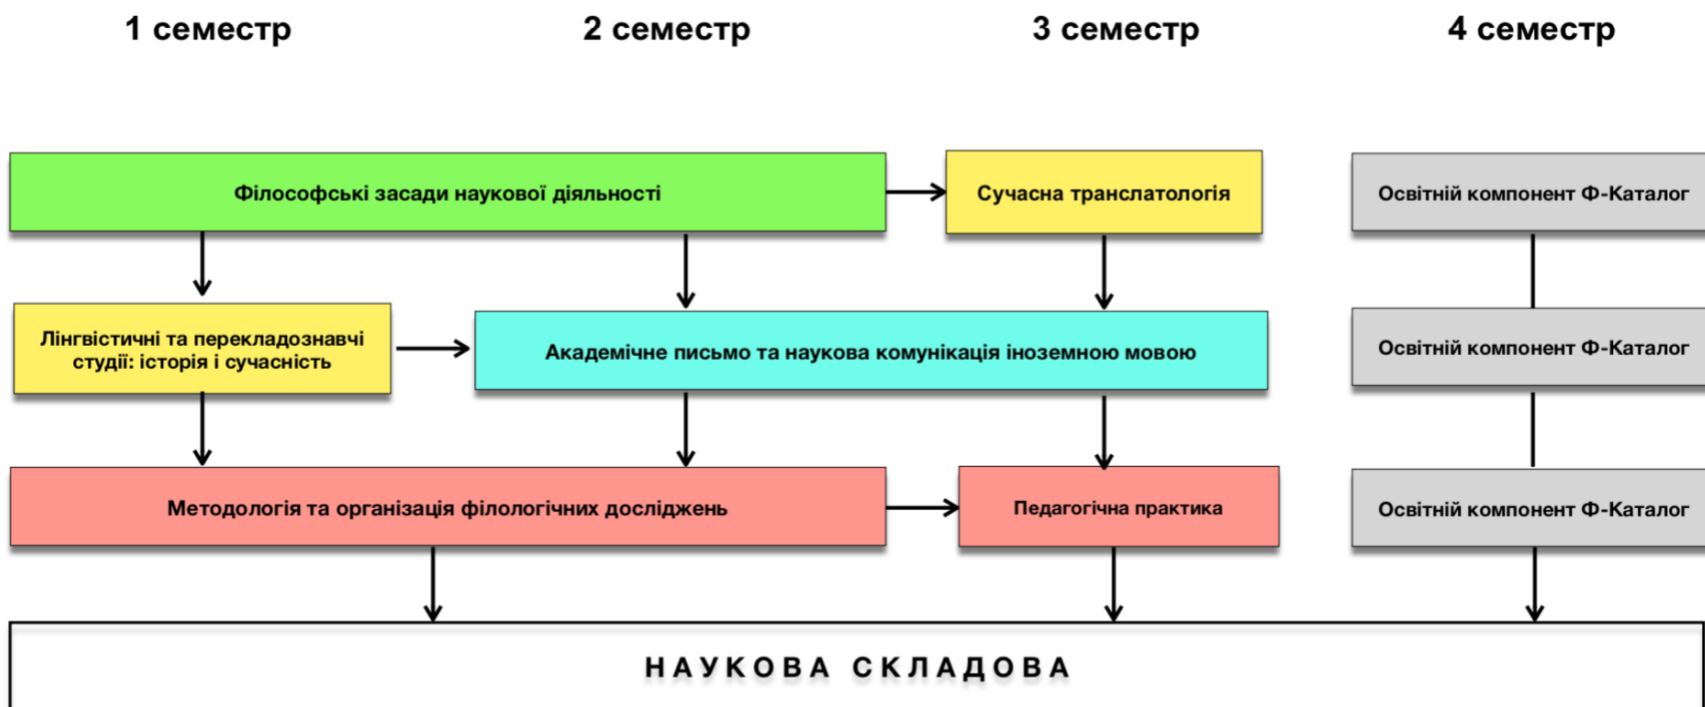 1 семестр
2 семестр
3 семестр
4 семестр
Філософські засади наукової діяльності
Сучасна транслатологія
Освітній компонент Ф-Каталог
Лінгвістичні та перекладознавчі
студії: історія і сучасність
Академічне письмо та наукова комунікація іноземною мовою
Освітній компонент Ф-Каталог
Методологія та організація філологічних досліджень
Педагогічна практика
Освітній компонент Ф-Каталог
НАУКОВА СКЛАДОВА